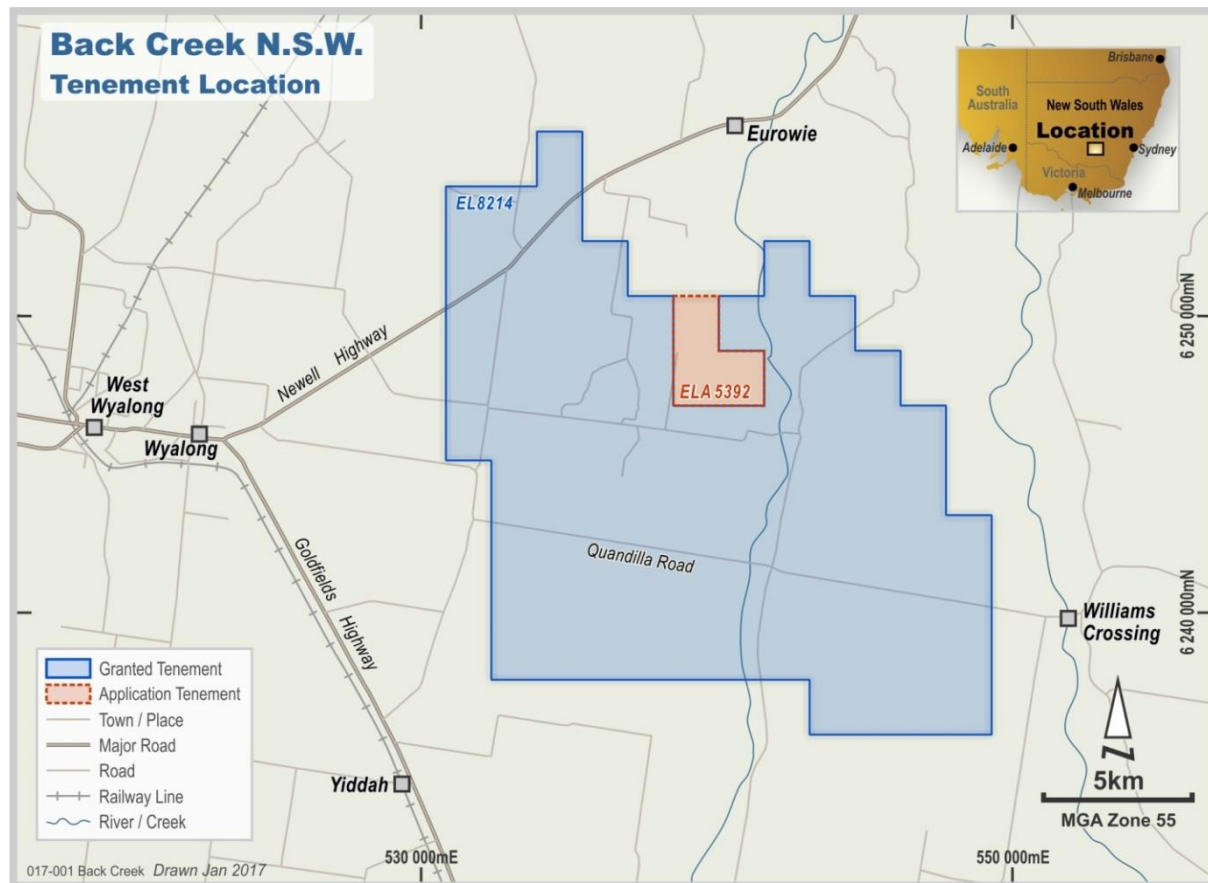 Back Creek N.S.W.
Tenement Location
Brisbane
South
Australia
New South Wales
Location
Adelaide
Sydney
Victoria
Melbourne
Eurowie
EL8214
6 250 000mN
Newell Highway
ELA 5392
West
Wyalong
Wyalong
Goldfields Highway
Quandilla Road
Williams
Crossing
6 240 000mN
Yiddah
Granted Tenement
Application Tenement
Town / Place
Major Road
Road
Railway Line
River / Creek
N
5km
MGA Zone 55
530 000mE
550 000mE
017-001 Back Creek Drawn Jan 2017